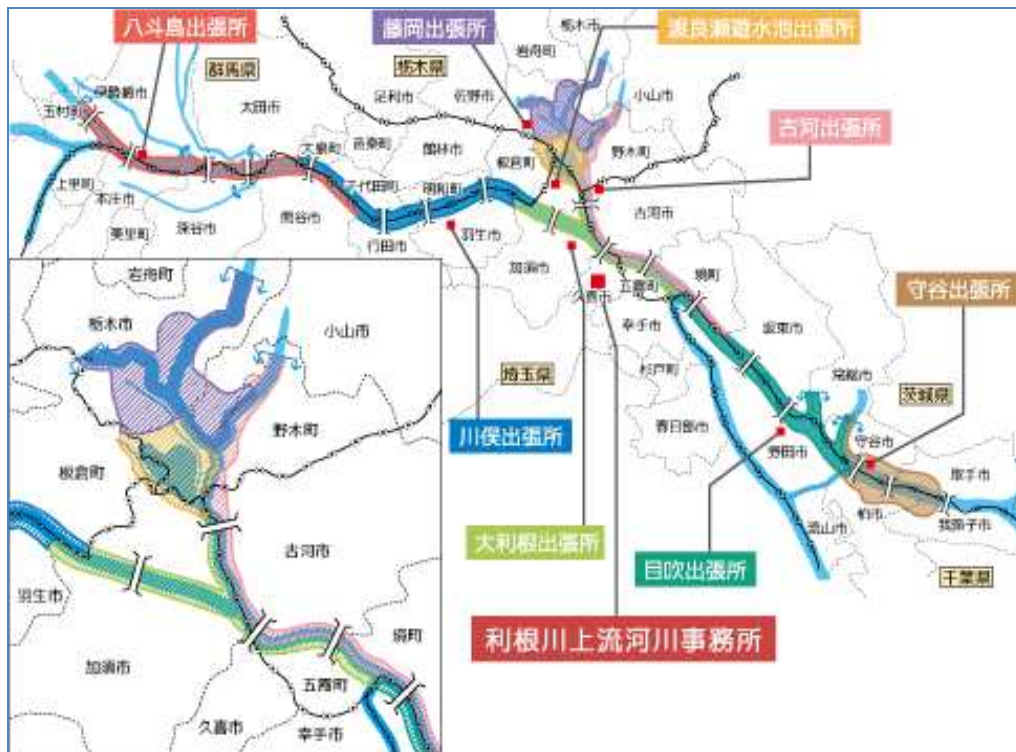 八斗島出張所
藤岡出張所
渡良瀬遊水池出張所
栃木市
岩舟町
群馬県
栃木県
伊勢崎市
太田市
足利市
佐野市
小山市
玉村町
古河出張所
大泉町
邑楽町
館林市
板倉町
野木町
上里町
本庄市
千代田町
明和町
美里町
深谷市
熊谷市
行田市
羽生市
古河市
加須市
五霞町
境町
久喜市
守谷出張所
幸手市
坂東市
杉戸町
常総市
埼玉県
茨城県
川俣出張所
春日部市
野田市
守谷市
取手市
大利根出張所
柏市
我孫子市
流山市
目吹出張所
千葉県
利根川上流河川事務所
岩舟町
栃木市
小山市
野木町
板倉町
古河市
羽生市
加須市
境町
五霞町
久喜市
幸手市